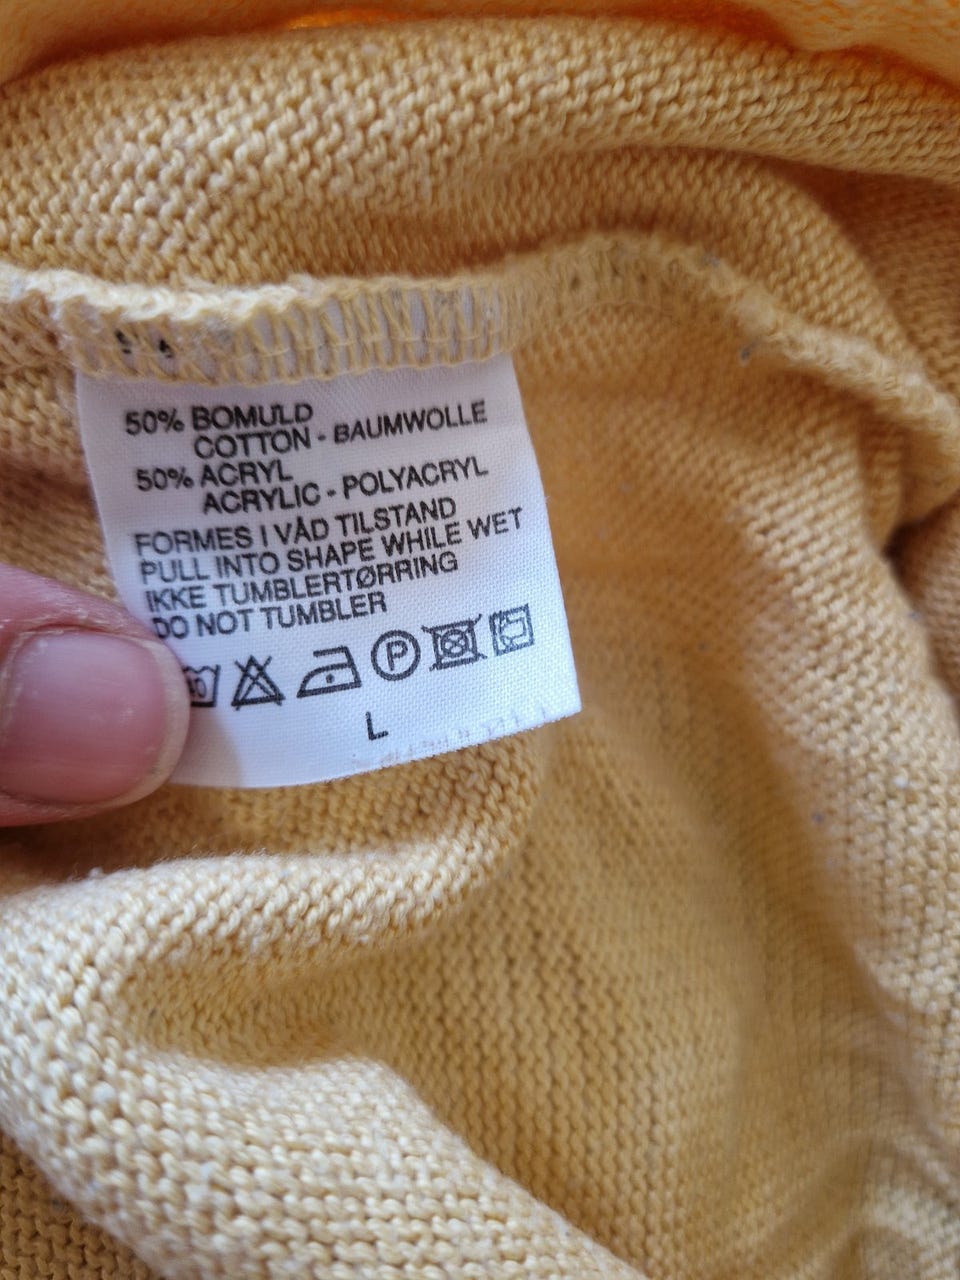 50% BOMULD
COTTON - BAUMWOLLE
50% ACRYL
ACRYLIC - POLYACRYL
FORMES I VÅD TILSTAND
PULL INTO SHAPE WHILE WET
IKKE TUMBLERTØRRING
DO NOT TUMBLER
P
L